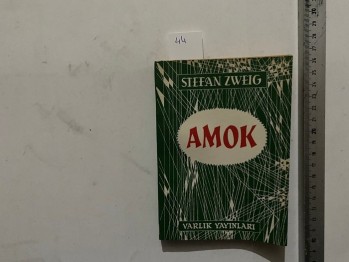 44
STEFAN ZWEIG
AMOK
VARLIK YAYINLARI